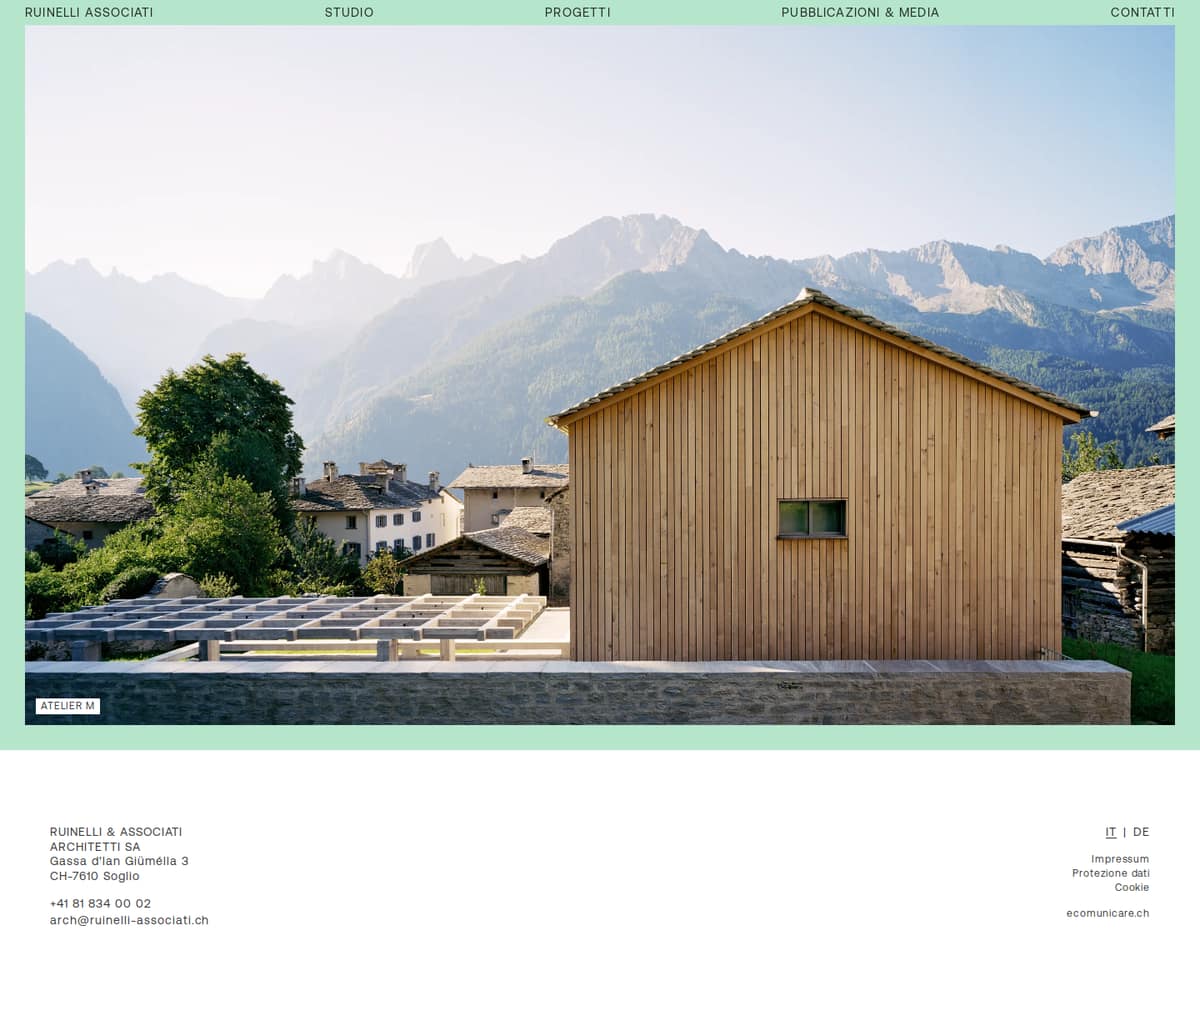 RUINELLI ASSOCIATI
STUDIO
PROGETTI
PUBBLICAZIONI & MEDIA
CONTATTI
ATELIER M
RUINELLI & ASSOCIATI
ARCHITETTI SA
Gassa d'lan Giümélla 3
CH-7610 Soglio
+41 81 834 00 02
arch@ruinelli-associati.ch
IT | DE
Impressum
Protezione dati
Cookie
ecomunicare.ch